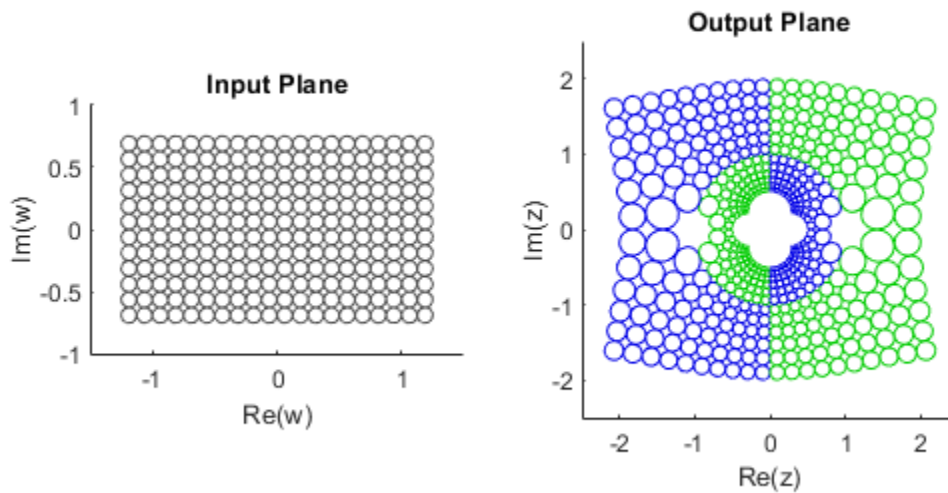 Input Plane
1
0.5
0
-0.5
-1
-1 0 1
Re(w)
Im(w)
Output Plane
2
1
0
-1
-2
-2 -1 0 1 2
Re(z)
Im(z)